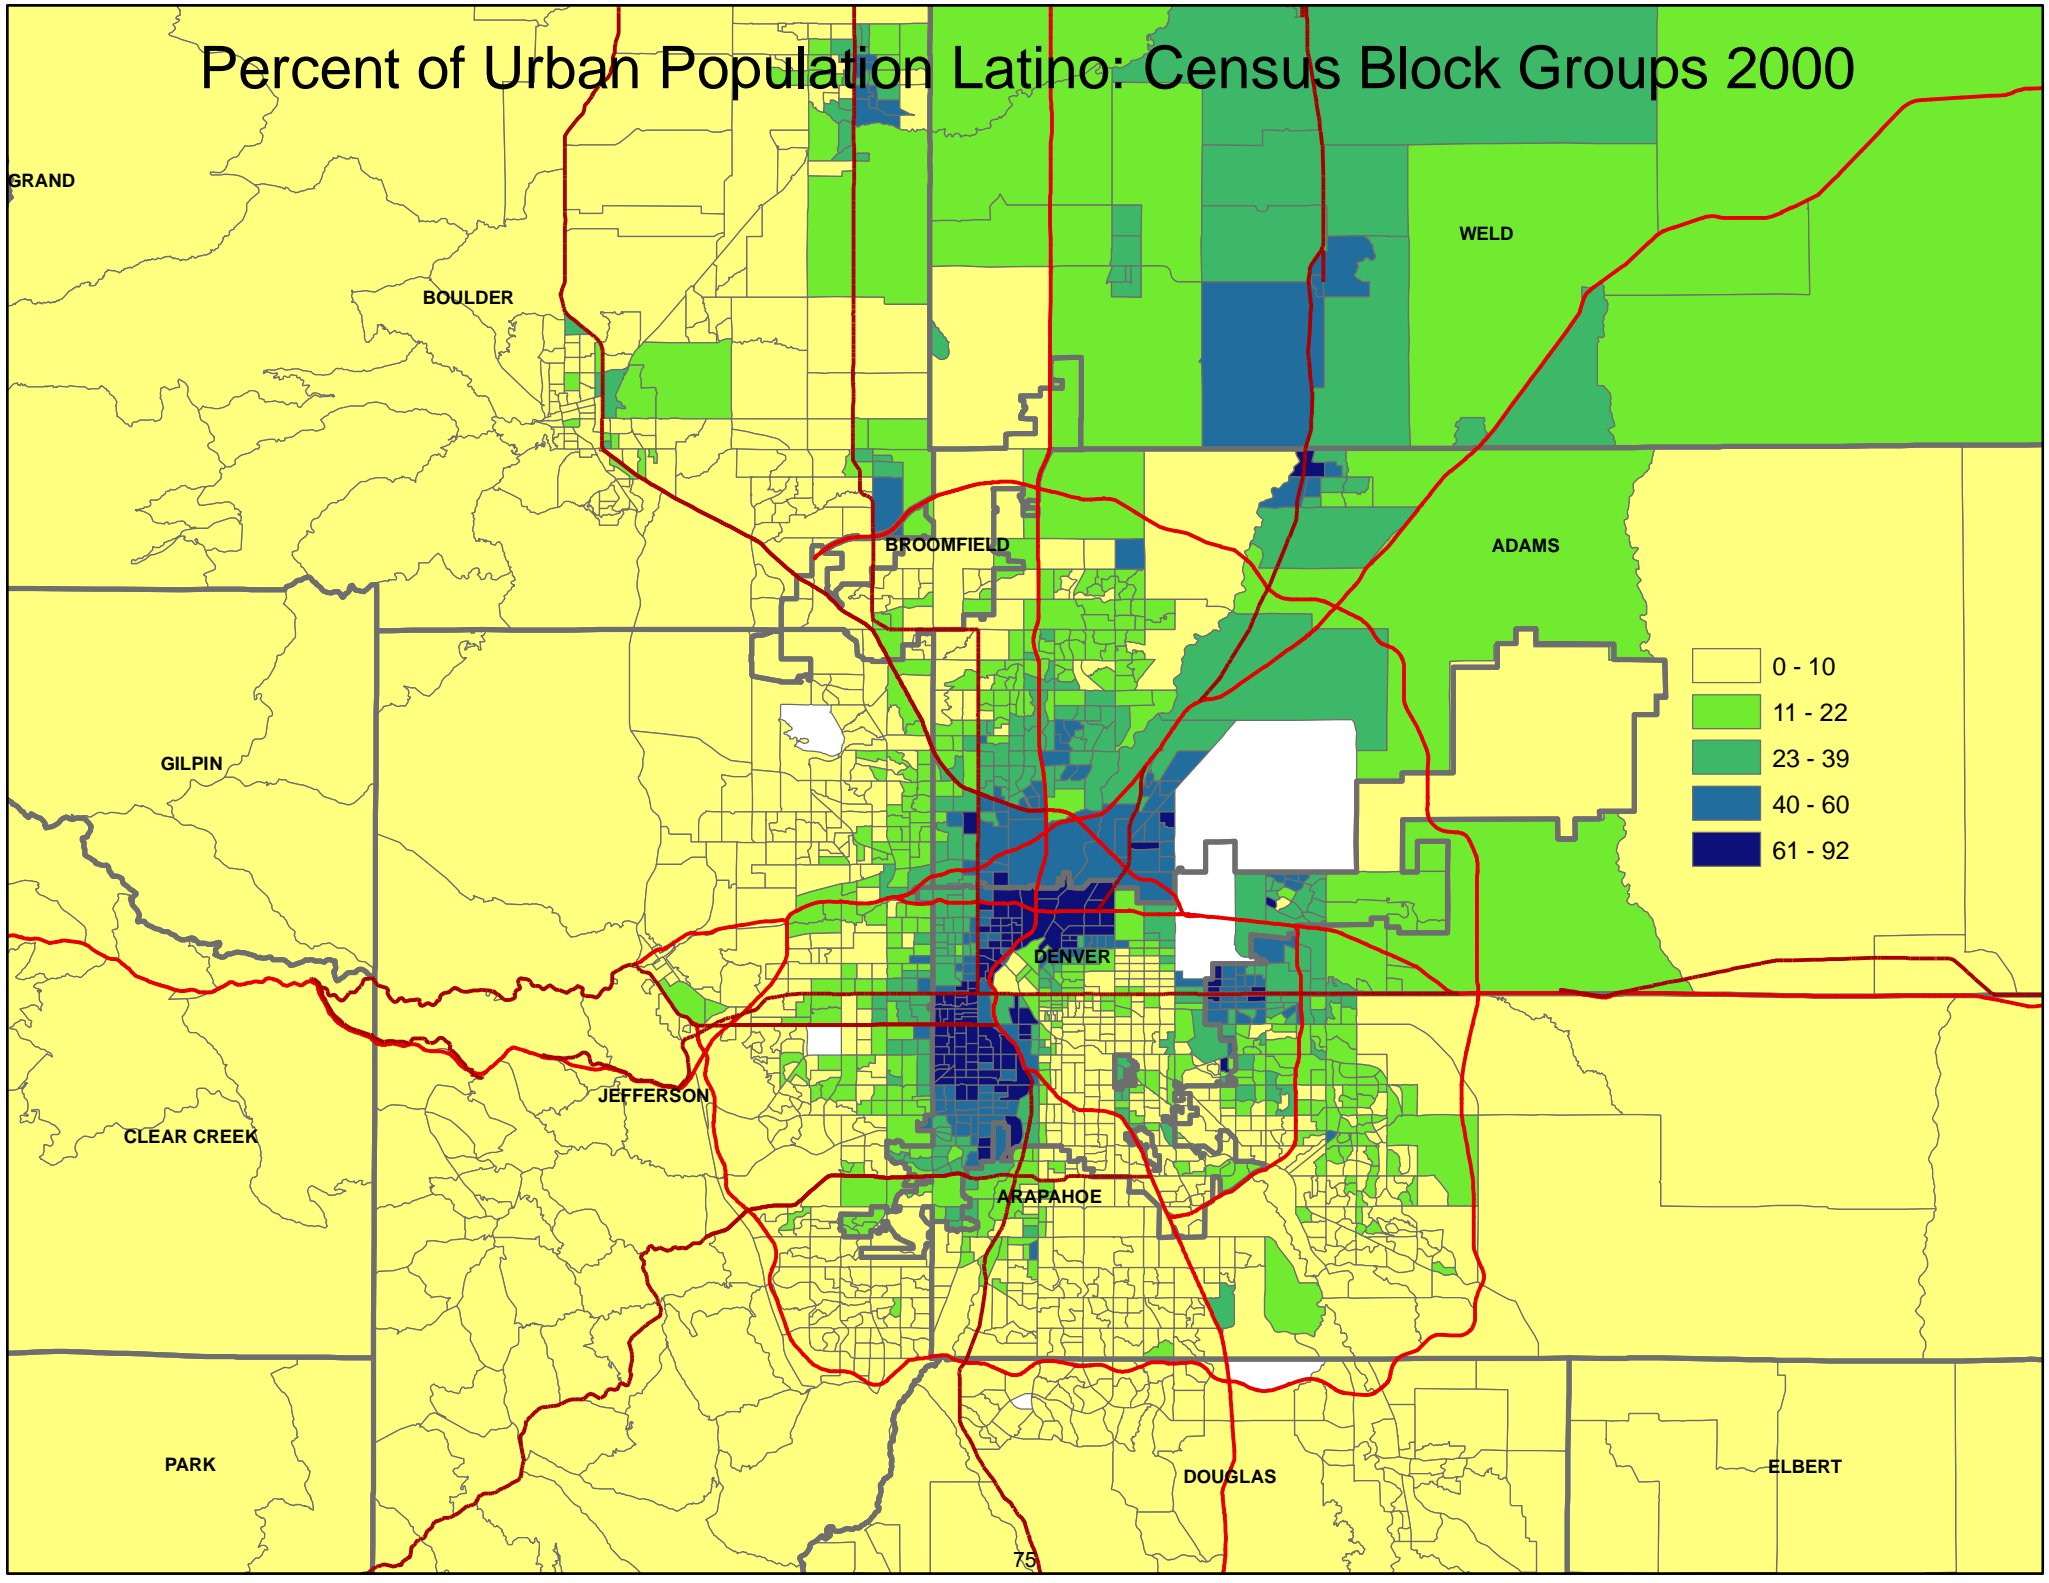 Percent of Urban Population Latino: Census Block Groups 2000
GRAND
WELD
BOULDER
BROOMFIELD
ADAMS
0 - 10
11 - 22
GILPIN
23 - 39
40 - 60
61 - 92
DENVER
JEFFERSON
CLEAR CREEK
ARAPAHOE
PARK
DOUGLAS
ELBERT
75